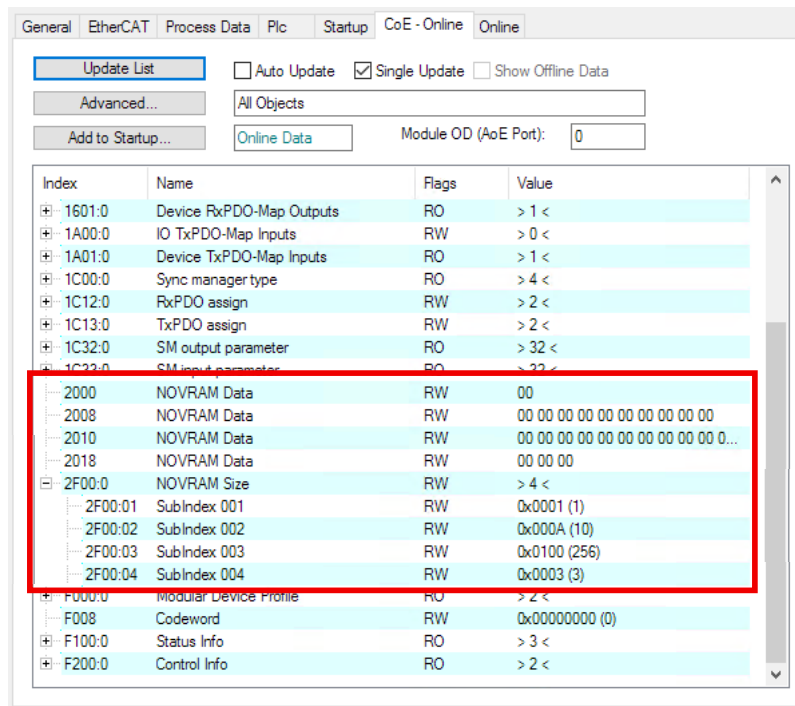 General EtherCAT Process Data Plc Startup CoE - Online Online
Update List Auto Update Single Update Show Offline Data
Advanced... All Objects
Add to Startup... Online Data Module OD (AoE Port): 0
Index Name Flags Value
1601:0 Device RxPDO-Map Outputs RO > 1 <
1A00:0 IO TxPDO-Map Inputs RW > 0 <
1A01:0 Device TxPDO-Map Inputs RO > 1 <
1C00:0 Sync manager type RO > 4 <
1C12:0 RxPDO assign RW > 2 <
1C13:0 TxPDO assign RW > 2 <
1C32:0 SM output parameter RO > 32 <
1C33:0 SM input parameter RO > 32 <
2000 NOVRAM Data RW 00
2008 NOVRAM Data RW 00 00 00 00 00 00 00 00 00 00
2010 NOVRAM Data RW 00 00 00 00 00 00 00 00 00 00 0...
2018 NOVRAM Data RW 00 00 00
2F00:0 NOVRAM Size RW > 4 <
2F00:01 SubIndex 001 RW 0x0001 (1)
2F00:02 SubIndex 002 RW 0x000A (10)
2F00:03 SubIndex 003 RW 0x0100 (256)
2F00:04 SubIndex 004 RW 0x0003 (3)
F000:0 Modular Device Profile RO > 2 <
F008 Codeword RW 0x00000000 (0)
F100:0 Status Info RO > 3 <
F200:0 Control Info RO > 2 <